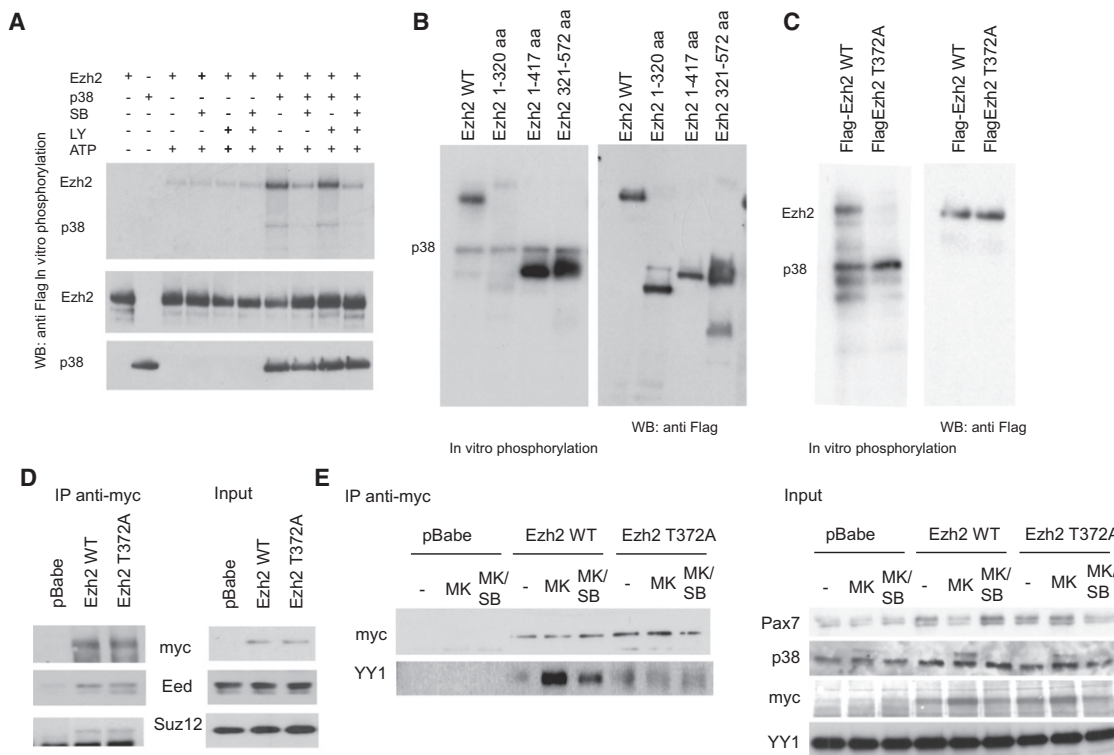 A
Ezh2 + - + + + + + + + +
p38 - + - - - - + + + +
SB - - - + - + - + - +
LY - - - - + + - - + +
ATP - - + + + + + + + +
WB: anti Flag In vitro phosphorylation
Ezh2
p38
Ezh2
p38
B
Ezh2 WT
Ezh2 1-320 aa
Ezh2 1-417 aa
Ezh2 321-572 aa
Ezh2 WT
Ezh2 1-320 aa
Ezh2 1-417 aa
Ezh2 321-572 aa
p38
WB: anti Flag
In vitro phosphorylation
C
Flag-Ezh2 WT
FlagEzh2 T372A
Flag-Ezh2 WT
FlagEzh2 T372A
Ezh2
p38
WB: anti Flag
In vitro phosphorylation
D
IP anti-myc
Input
pBabe
Ezh2 WT
Ezh2 T372A
pBabe
Ezh2 WT
Ezh2 T372A
myc
Eed
Suz12
E
IP anti-myc
pBabe Ezh2 WT Ezh2 T372A
- MK MK/SB - MK MK/SB - MK MK/SB
myc
YY1
Input
pBabe Ezh2 WT Ezh2 T372A
- MK MK/SB - MK MK/SB - MK MK/SB
Pax7
p38
myc
YY1